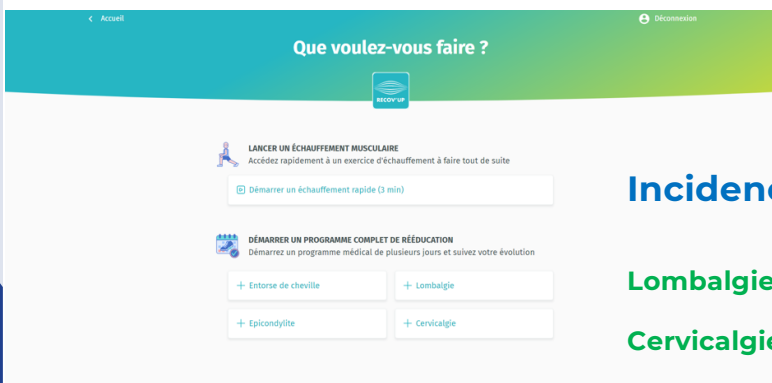 Accueil
Déconnexion
Que voulez-vous faire ?
RECOV'UP
LANCER UN ÉCHAUFFEMENT MUSCULAIRE
Accédez rapidement à un exercice d'échauffement à faire tout de suite
Démarrer un échauffement rapide (3 min)
DÉMARRER UN PROGRAMME COMPLET DE RÉÉDUCATION
Démarrez un programme médical de plusieurs jours et suivez votre évolution
+ Entorse de cheville
+ Lombalgie
+ Epicondylite
+ Cervicalgie
Lombalgie
Cervicalgie